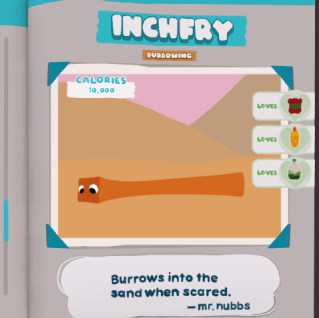 INCHFRY
BURROWING
CALORIES
10,000
LOVES
LOVES
LOVES
Burrows into the
sand when scared.
— mr. nubbs